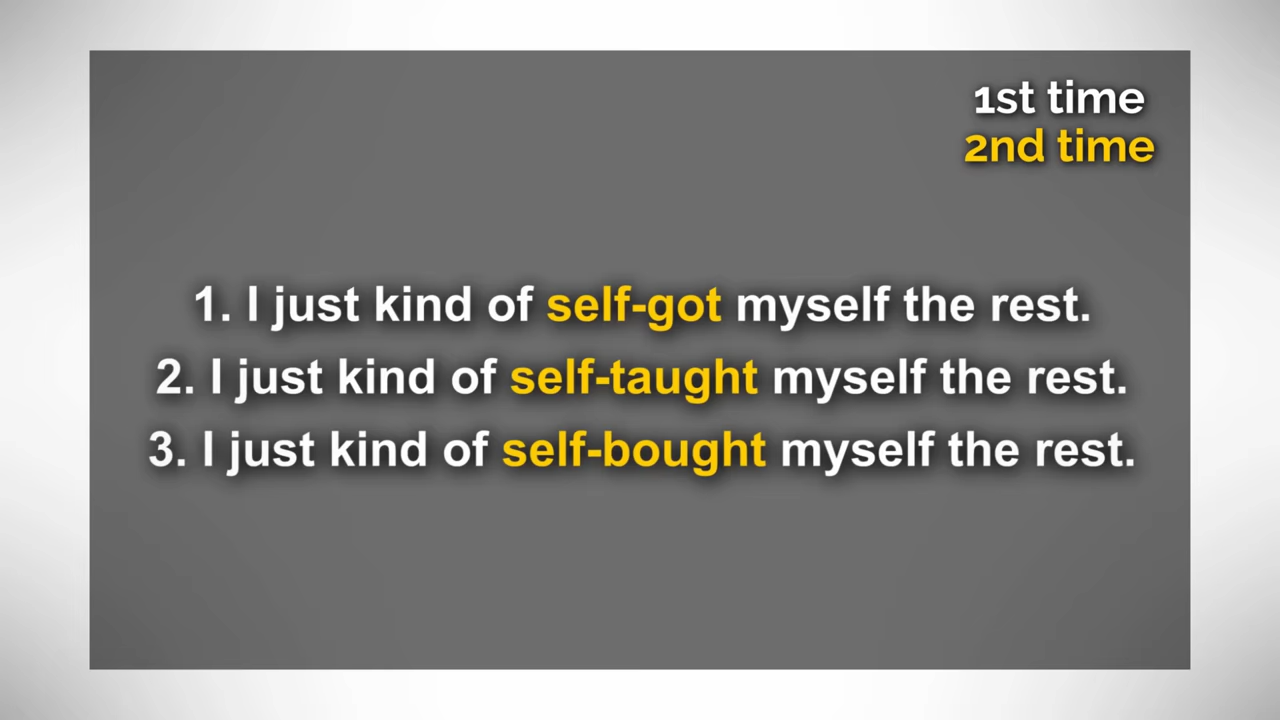 1st time
2nd time
1. I just kind of self-got myself the rest.
2. I just kind of self-taught myself the rest.
3. I just kind of self-bought myself the rest.